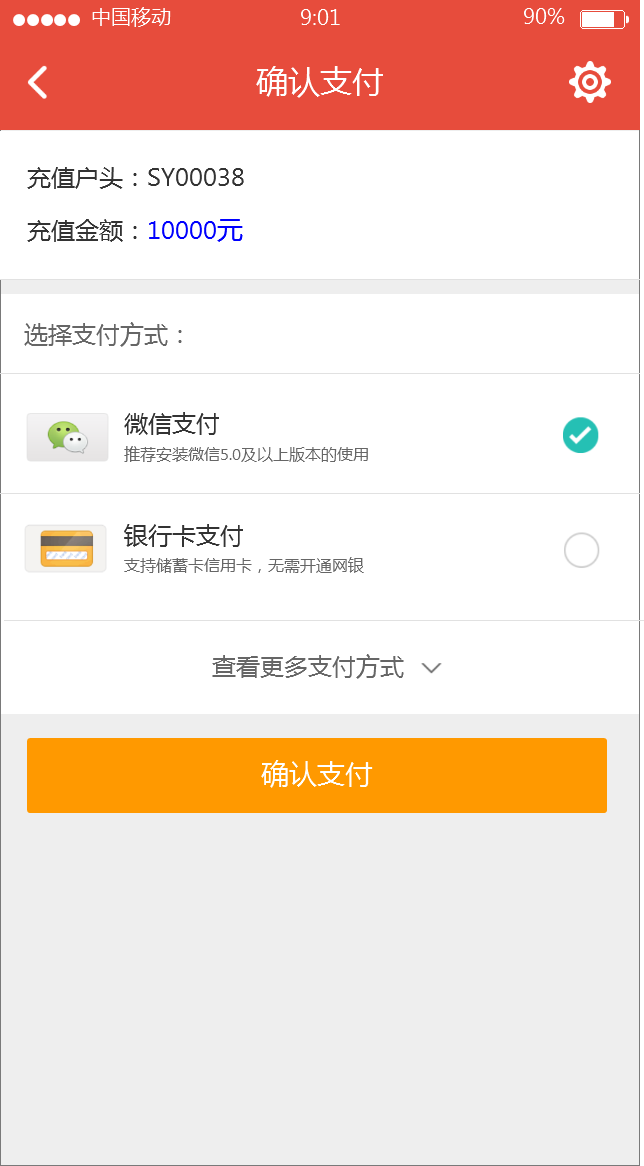 中国移动 9:01 90%
确认支付
充值户头：SY00038
充值金额：10000元
选择支付方式：
微信支付
推荐安装微信5.0及以上版本的使用
银行卡支付
支持储蓄卡信用卡，无需开通网银
查看更多支付方式
确认支付